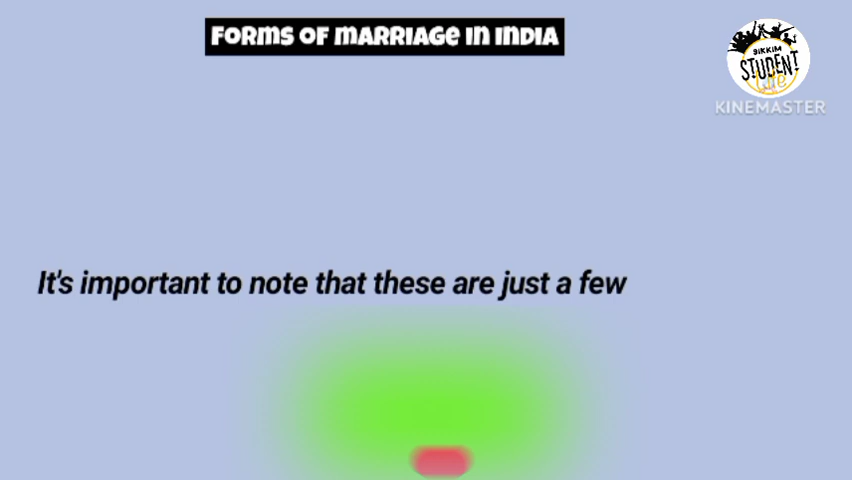 FORMS OF MARRIAGE IN INDIA
SIKKIM
STUDENT
Life
KINEMASTER
It's important to note that these are just a few